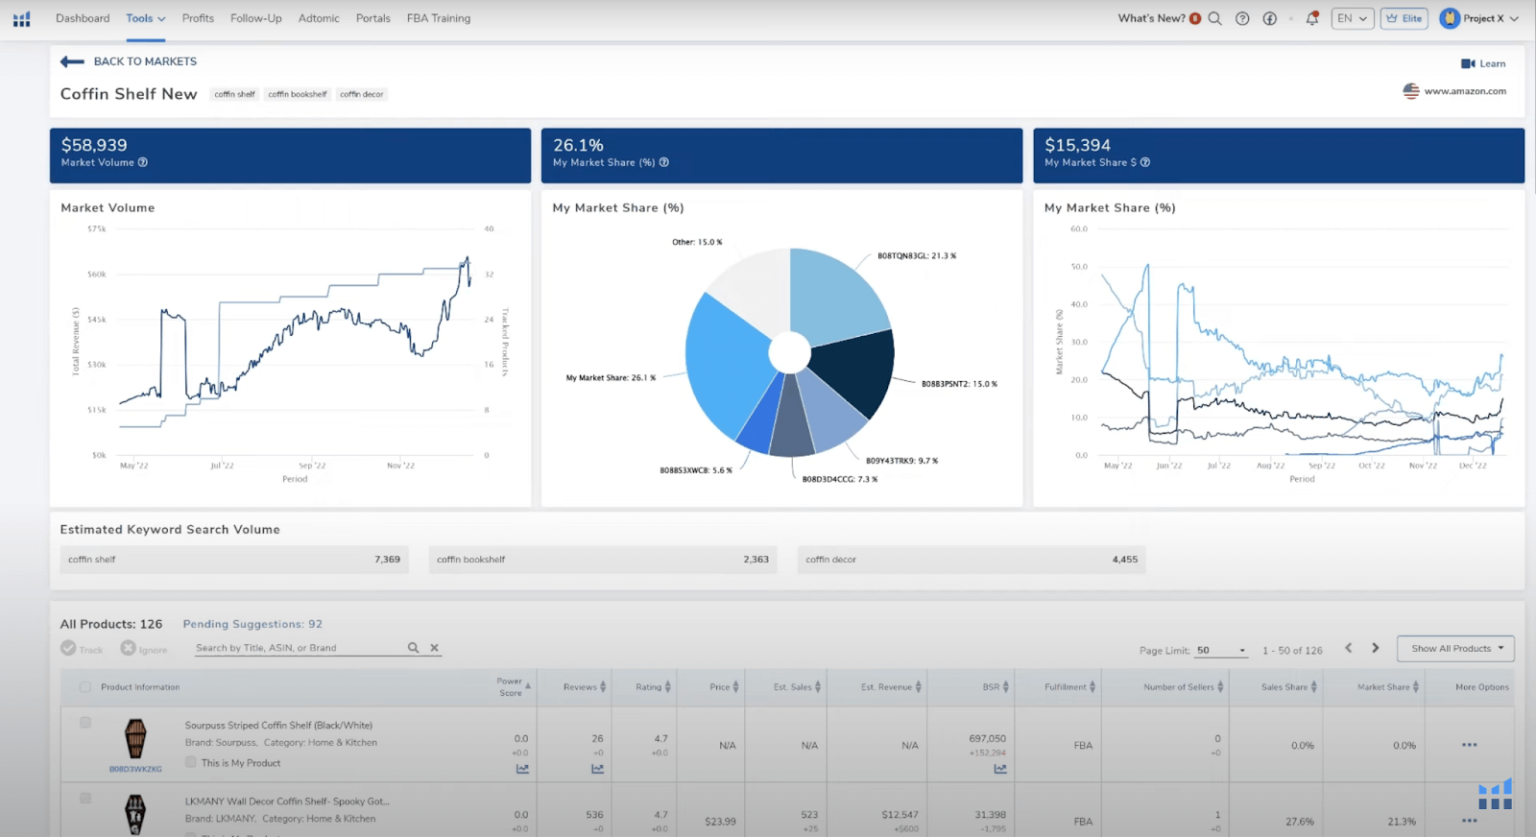 Dashboard Tools Profits Follow-Up Adtomic Portals FBA Training What's New? 8 EN Elite Project X
BACK TO MARKETS
Learn
Coffin Shelf New coffin shelf coffin bookshelf coffin decor
www.amazon.com
$58,939
Market Volume
26.1%
My Market Share (%)
$15,394
My Market Share $
Market Volume
$75k
$60k
$45k
$30k
$15k
$0k
40
32
24
16
8
0
Total Revenue ($)
Tracked Products
May '22 Jul '22 Sep '22 Nov '22
Period
My Market Share (%)
Other: 15.0 %
B08TQN83GL: 21.3 %
My Market Share: 26.1 %
B08B3PSNT2: 15.0 %
B09Y43TRK9: 9.7 %
B08BS3XWCB: 5.6 %
B08D3D4CCG: 7.3 %
My Market Share (%)
60.0
50.0
40.0
30.0
20.0
10.0
0.0
Market Share (%)
May '22 Jun '22 Jul '22 Aug '22 Sep '22 Oct '22 Nov '22 Dec '22
Period
Estimated Keyword Search Volume
coffin shelf 7,369
coffin bookshelf 2,363
coffin decor 4,455
All Products: 126 Pending Suggestions: 92
Track Ignore Search by Title, ASIN, or Brand
Page Limit: 50 1 - 50 of 126 Show All Products
Product Information Power Score Reviews Rating Price Est. Sales Est. Revenue BSR Fulfillment Number of Sellers Sales Share Market Share More Options
Sourpuss Striped Coffin Shelf (Black/White)
Brand: Sourpuss, Category: Home & Kitchen
This is My Product
B08D3WKZKG
0.0 26 4.7 N/A N/A N/A 697,050 FBA 0 0.0% 0.0%
+0.0 +0 +0.0 +152,294 +0
LKMANY Wall Decor Coffin Shelf- Spooky Got...
Brand: LKMANY, Category: Home & Kitchen
0.0 536 4.7 $23.99 523 $12,547 31,398 FBA 1 27.6% 21.3%
+0.0 +0 +0.0 +25 +$600 -1,795 +0